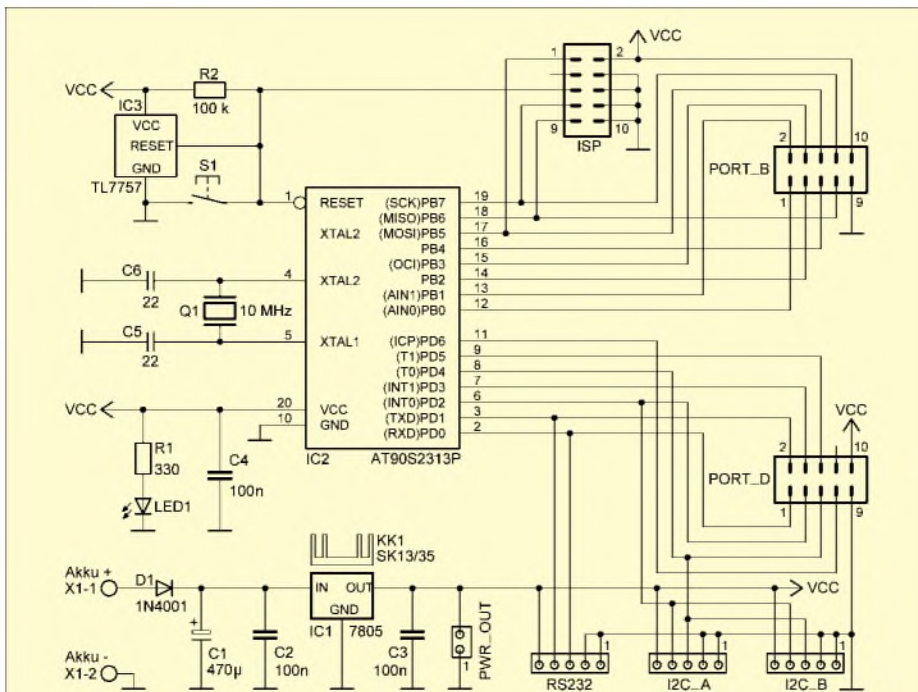 VCC
R2
100 k
IC3
VCC
RESET
GND
TL7757
S1
1
2
VCC
9
10
ISP
2
10
PORT_B
1
9
1
RESET
XTAL2
4
XTAL2
5
XTAL1
20
VCC
10
GND
(SCK)PB7
19
(MISO)PB6
18
(MOSI)PB5
17
PB4
16
(OCI)PB3
15
PB2
14
(AIN1)PB1
13
(AIN0)PB0
12
(ICP)PD6
11
(T1)PD5
9
(T0)PD4
8
(INT1)PD3
7
(INT0)PD2
6
(TXD)PD1
3
(RXD)PD0
2
IC2
AT90S2313P
C6
22
Q1
10 MHz
C5
22
VCC
R1
330
LED1
C4
100n
VCC
2
10
PORT_D
1
9
KK1
SK13/35
Akku +
X1-1
D1
1N4001
IN
OUT
GND
IC1
7805
VCC
C1
+
470µ
C2
100n
C3
100n
PWR_OUT
1
Akku -
X1-2
1
RS232
1
I2C_A
1
I2C_B